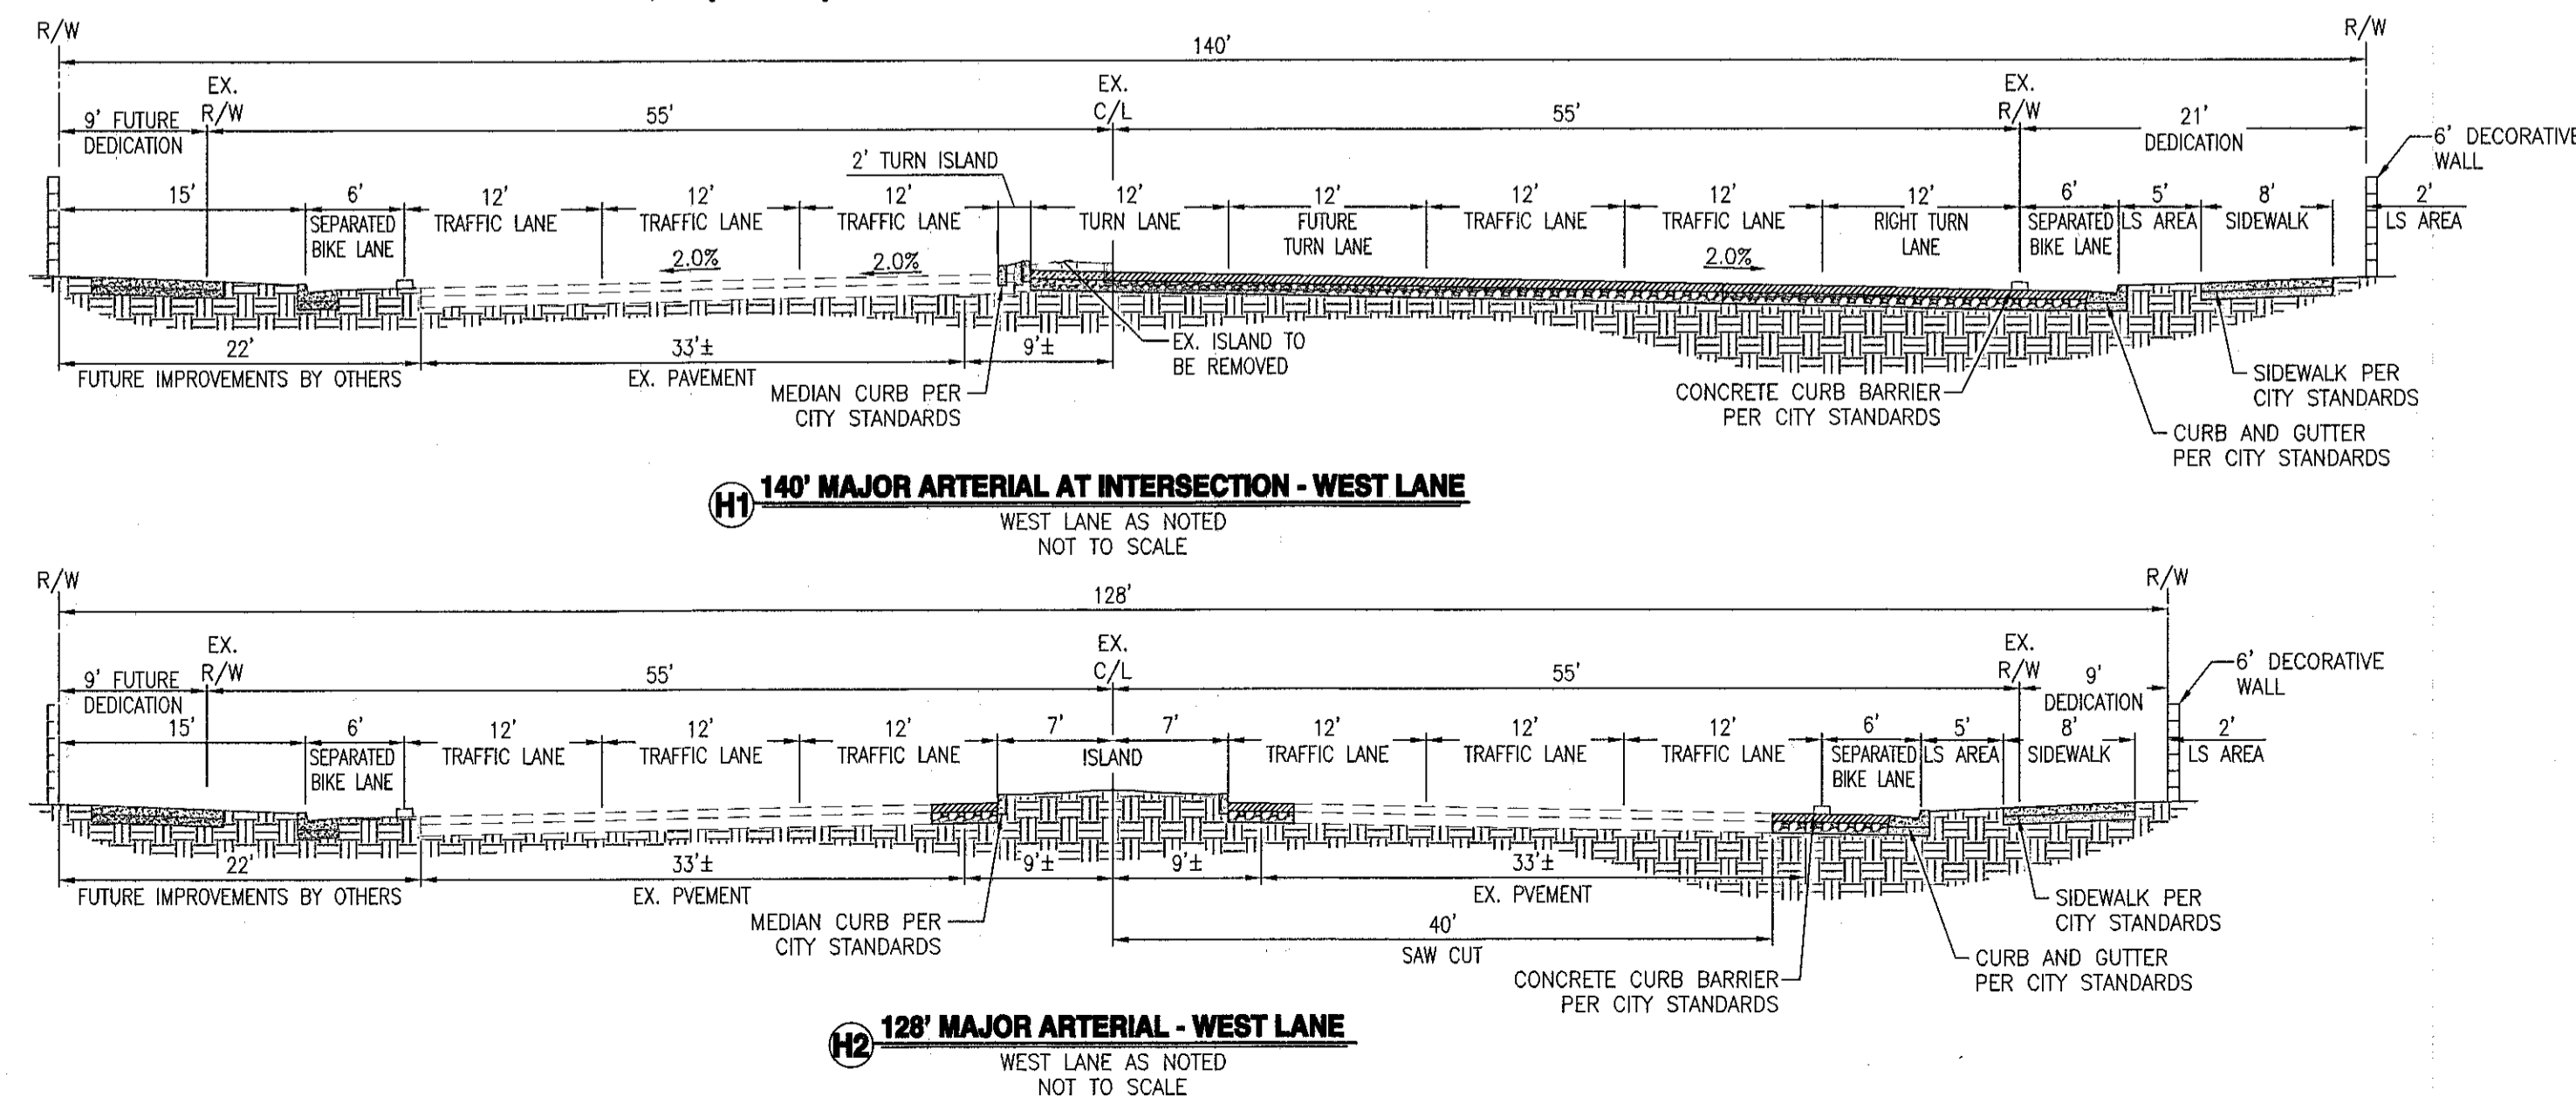 R/W
R/W
140'
EX.
R/W
EX.
C/L
EX.
R/W
9' FUTURE
DEDICATION
55'
55'
21'
DEDICATION
6' DECORATIVE
WALL
2' TURN ISLAND
15'
6'
SEPARATED
BIKE LANE
12'
TRAFFIC LANE
12'
TRAFFIC LANE
12'
TRAFFIC LANE
12'
TURN LANE
12'
FUTURE
TURN LANE
12'
TRAFFIC LANE
12'
TRAFFIC LANE
12'
RIGHT TURN
LANE
6'
SEPARATED
BIKE LANE
5'
LS AREA
8'
SIDEWALK
2'
LS AREA
2.0%
2.0%
2.0%
22'
FUTURE IMPROVEMENTS BY OTHERS
33'±
EX. PAVEMENT
9'±
EX. ISLAND TO
BE REMOVED
MEDIAN CURB PER
CITY STANDARDS
CONCRETE CURB BARRIER
PER CITY STANDARDS
SIDEWALK PER
CITY STANDARDS
CURB AND GUTTER
PER CITY STANDARDS
H1 140' MAJOR ARTERIAL AT INTERSECTION - WEST LANE
WEST LANE AS NOTED
NOT TO SCALE
R/W
R/W
128'
EX.
R/W
EX.
C/L
EX.
R/W
9' FUTURE
DEDICATION
55'
55'
9'
DEDICATION
6' DECORATIVE
WALL
15'
6'
SEPARATED
BIKE LANE
12'
TRAFFIC LANE
12'
TRAFFIC LANE
12'
TRAFFIC LANE
7'
7'
ISLAND
12'
TRAFFIC LANE
12'
TRAFFIC LANE
12'
TRAFFIC LANE
6'
SEPARATED
BIKE LANE
5'
LS AREA
8'
SIDEWALK
2'
LS AREA
22'
FUTURE IMPROVEMENTS BY OTHERS
33'±
EX. PVEMENT
9'±
9'±
33'±
EX. PVEMENT
MEDIAN CURB PER
CITY STANDARDS
40'
SAW CUT
CONCRETE CURB BARRIER
PER CITY STANDARDS
SIDEWALK PER
CITY STANDARDS
CURB AND GUTTER
PER CITY STANDARDS
H2 128' MAJOR ARTERIAL - WEST LANE
WEST LANE AS NOTED
NOT TO SCALE